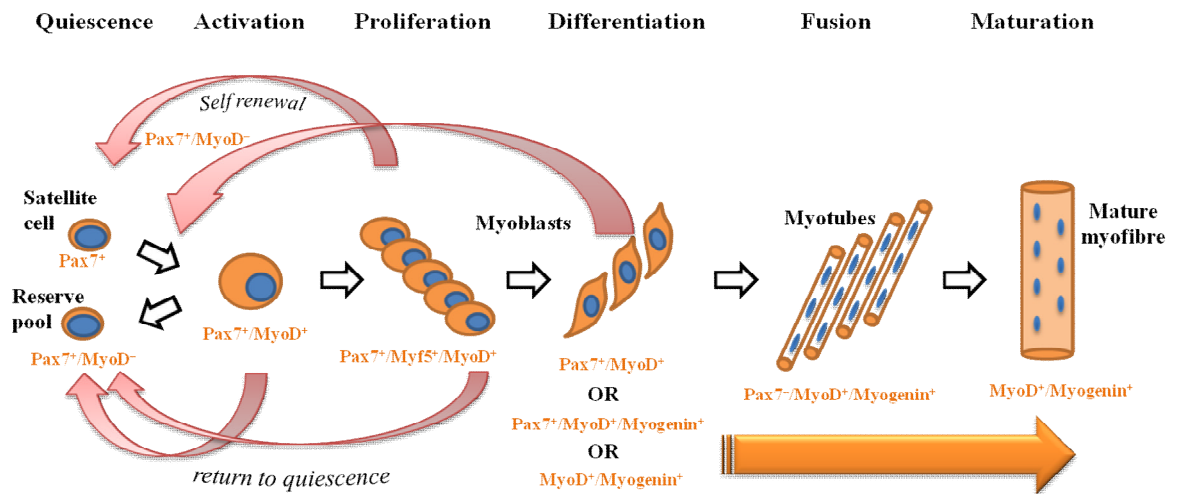 Quiescence Activation Proliferation Differentiation Fusion Maturation
Self renewal
Pax7⁺/MyoD⁻
Satellite
cell
Pax7⁺
Reserve
pool
Pax7⁺/MyoD⁻
Pax7⁺/MyoD⁺
Pax7⁺/Myf5⁺/MyoD⁺
Myoblasts
Pax7⁺/MyoD⁺
OR
Pax7⁺/MyoD⁺/Myogenin⁺
OR
MyoD⁺/Myogenin⁺
Myotubes
Pax7⁻/MyoD⁺/Myogenin⁺
Mature
myofibre
MyoD⁺/Myogenin⁺
return to quiescence